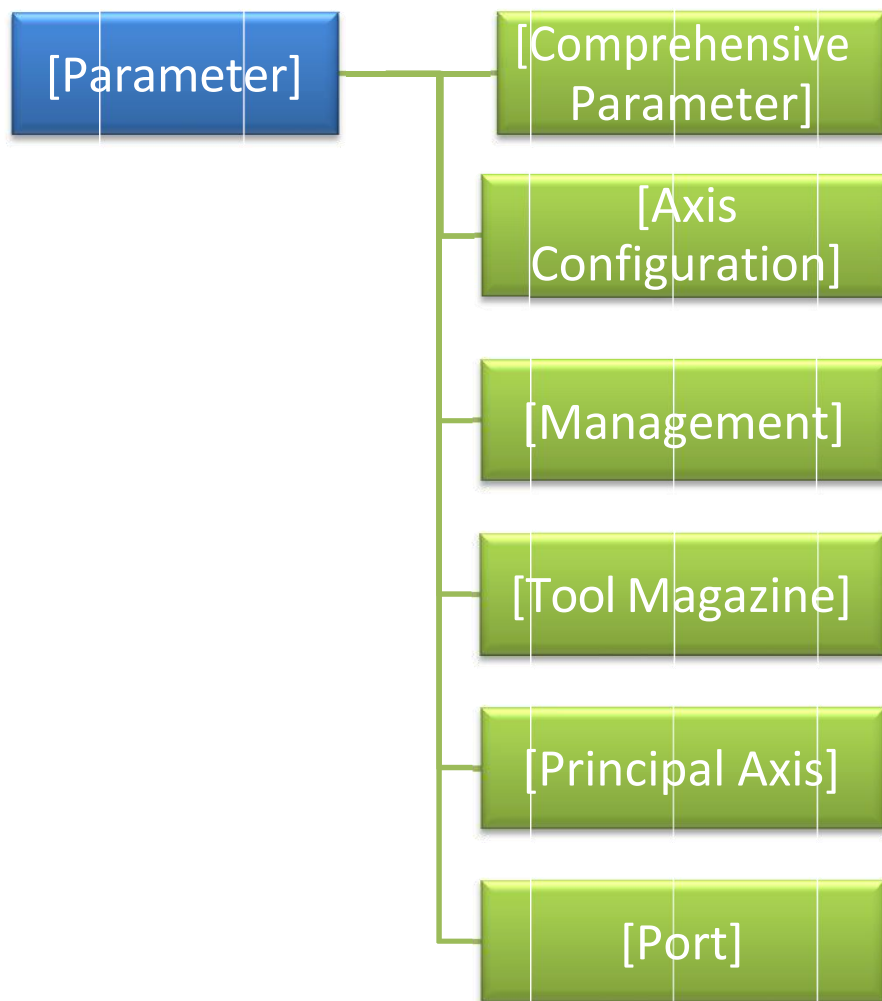 [Parameter]
[Comprehensive
Parameter]
[Axis
Configuration]
[Management]
[Tool Magazine]
[Principal Axis]
[Port]